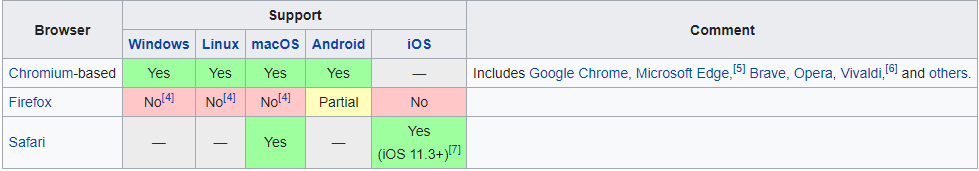 Browser Support Comment
Windows Linux macOS Android iOS
Chromium-based Yes Yes Yes Yes — Includes Google Chrome, Microsoft Edge,[5] Brave, Opera, Vivaldi,[6] and others.
Firefox No[4] No[4] No[4] Partial No
Safari — — Yes — Yes
(iOS 11.3+)[7]